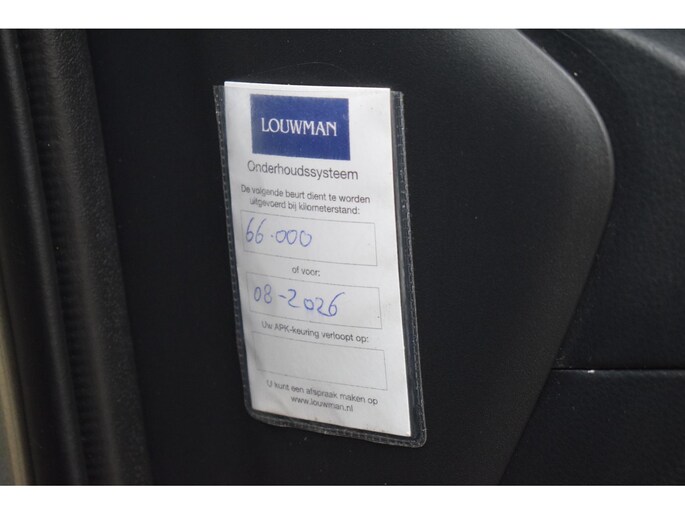 LOUWMAN
Onderhoudssysteem
De volgende beurt dient te worden
uitgevoerd bij kilometerstand:
66.000
of voor:
08-2026
Uw APK-keuring verloopt op:
U kunt een afspraak maken op
www.louwman.nl